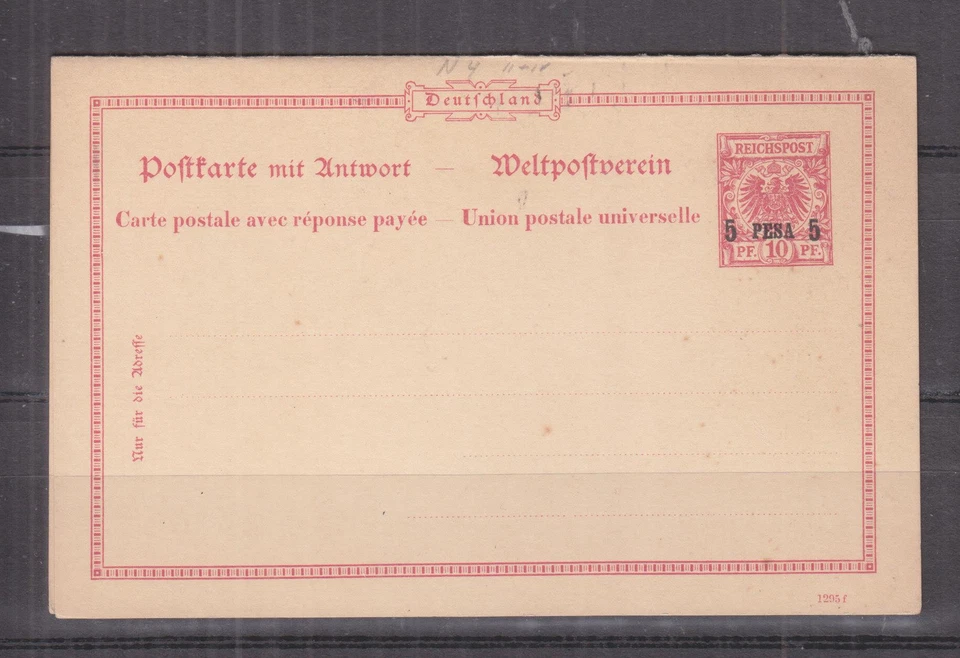 N 4
Deutschland
Postkarte mit Antwort — Weltpostverein
Carte postale avec réponse payée — Union postale universelle
REICHSPOST
5 PESA 5
PF. 10 PF.
Nur für die Adresse
1295 f